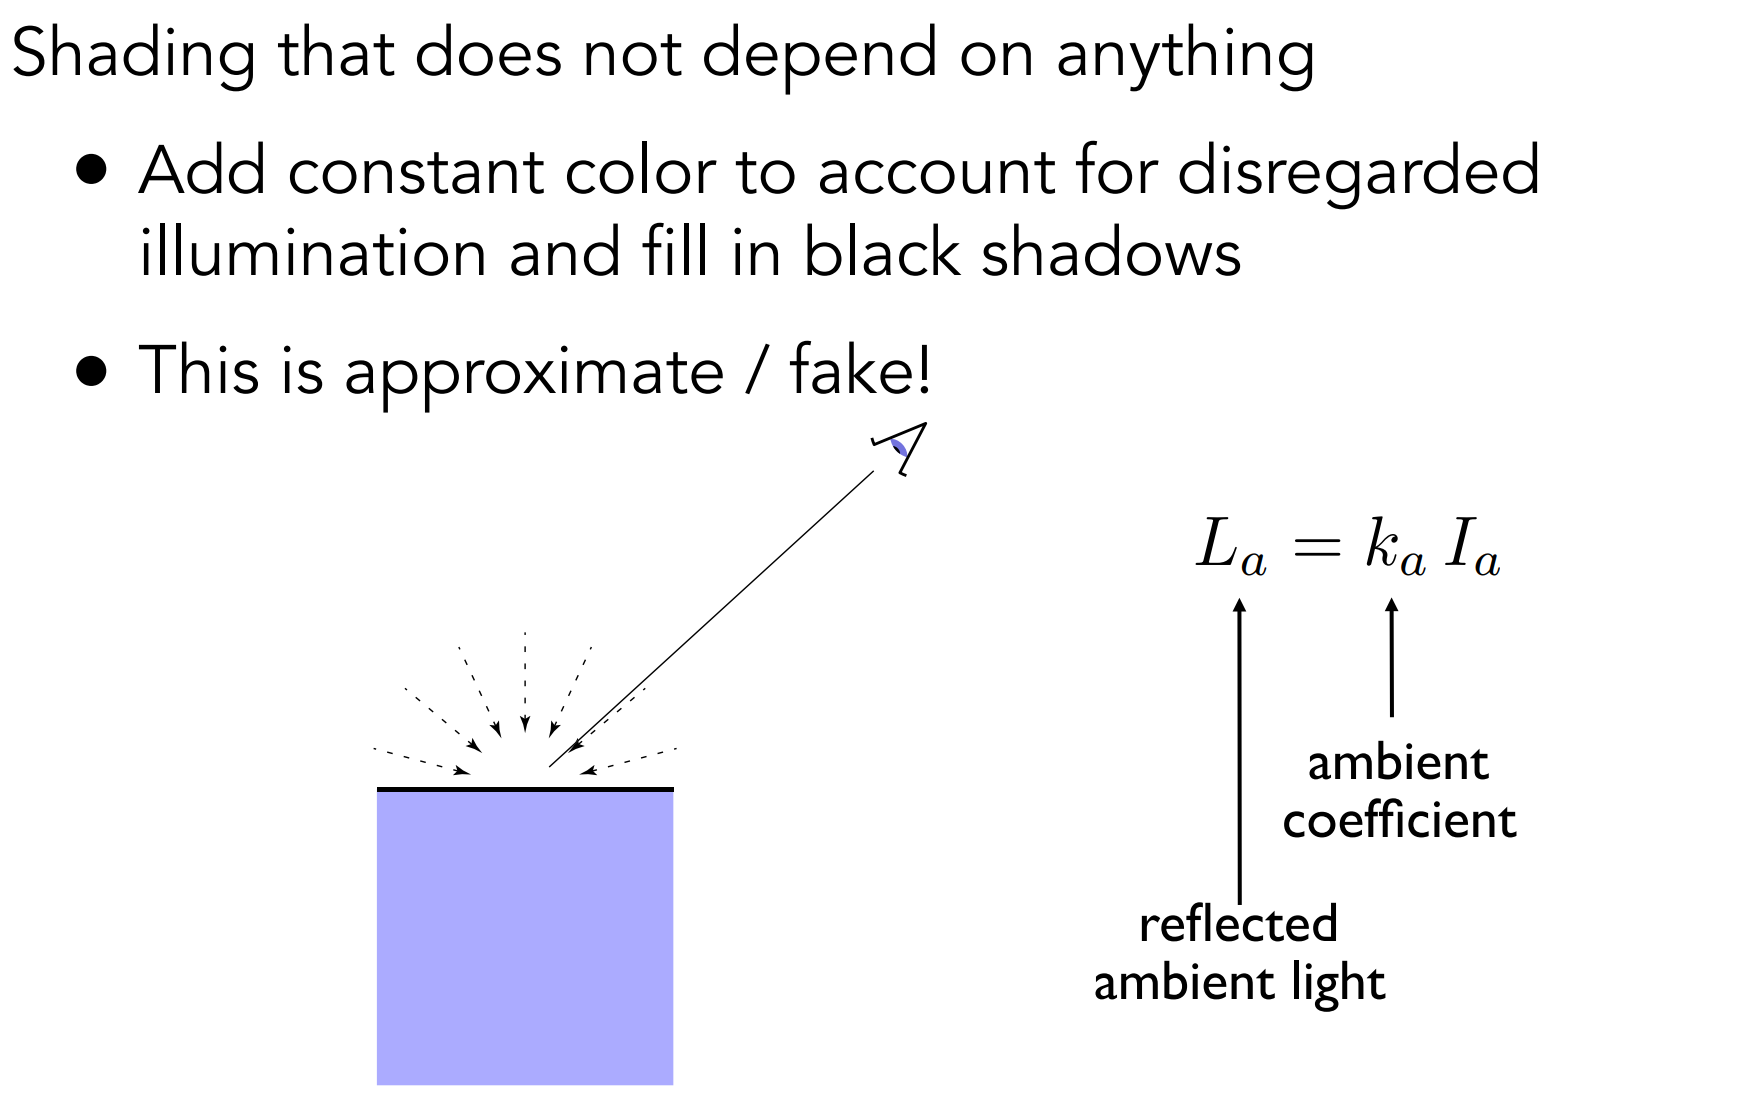 Shading that does not depend on anything
• Add constant color to account for disregarded
illumination and fill in black shadows
• This is approximate / fake!
L_a = k_a I_a
ambient
coefficient
reflected
ambient light